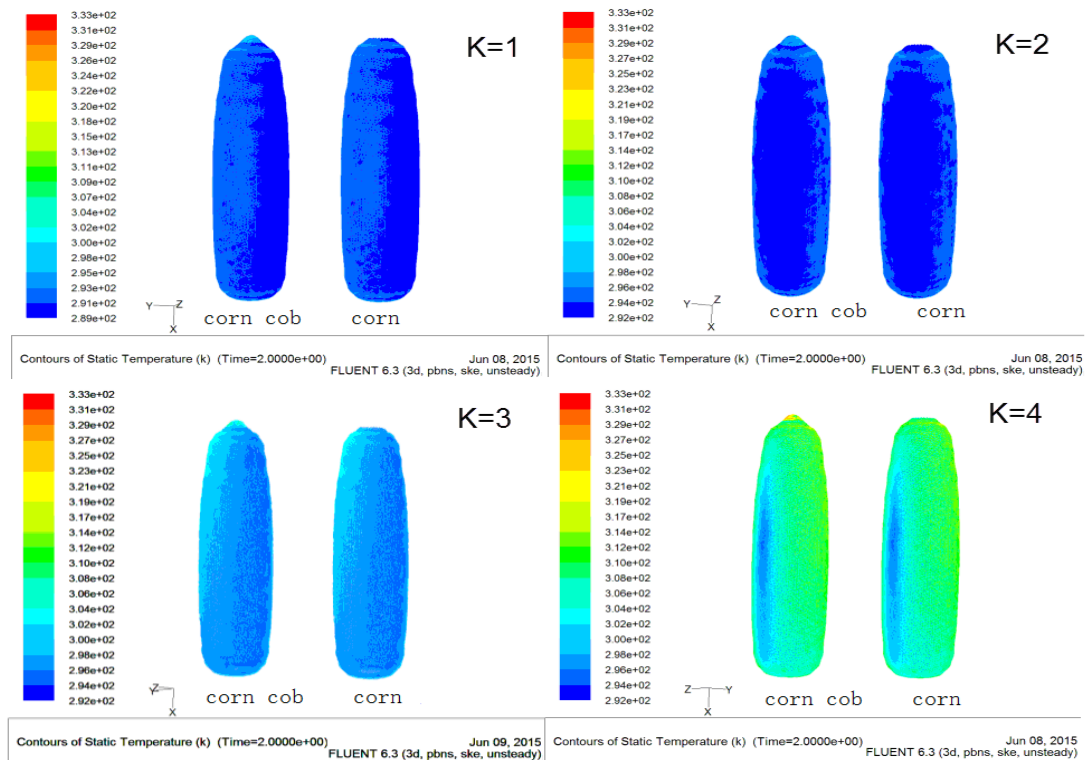 3.33e+02
3.31e+02
3.29e+02
3.26e+02
3.24e+02
3.22e+02
3.20e+02
3.18e+02
3.15e+02
3.13e+02
3.11e+02
3.09e+02
3.07e+02
3.04e+02
3.02e+02
3.00e+02
2.98e+02
2.95e+02
2.93e+02
2.91e+02
2.89e+02
K=1
Y Z
X
corn cob corn
Contours of Static Temperature (k) (Time=2.0000e+00) Jun 08, 2015
FLUENT 6.3 (3d, pbns, ske, unsteady)
3.33e+02
3.31e+02
3.29e+02
3.27e+02
3.25e+02
3.23e+02
3.21e+02
3.19e+02
3.17e+02
3.15e+02
3.12e+02
3.10e+02
3.08e+02
3.06e+02
3.04e+02
3.02e+02
3.00e+02
2.98e+02
2.96e+02
2.94e+02
2.92e+02
K=2
Y Z
X
corn cob corn
Contours of Static Temperature (k) (Time=2.0000e+00) Jun 08, 2015
FLUENT 6.3 (3d, pbns, ske, unsteady)
3.33e+02
3.31e+02
3.29e+02
3.27e+02
3.25e+02
3.23e+02
3.21e+02
3.19e+02
3.17e+02
3.14e+02
3.12e+02
3.10e+02
3.08e+02
3.06e+02
3.04e+02
3.02e+02
3.00e+02
2.98e+02
2.96e+02
2.94e+02
2.92e+02
K=3
Z
Y
X
corn cob corn
Contours of Static Temperature (k) (Time=2.0000e+00) Jun 09, 2015
FLUENT 6.3 (3d, pbns, ske, unsteady)
3.33e+02
3.31e+02
3.29e+02
3.27e+02
3.25e+02
3.23e+02
3.21e+02
3.19e+02
3.17e+02
3.14e+02
3.12e+02
3.10e+02
3.08e+02
3.06e+02
3.04e+02
3.02e+02
3.00e+02
2.98e+02
2.96e+02
2.94e+02
2.92e+02
K=4
Z Y
X
corn cob corn
Contours of Static Temperature (k) (Time=2.0000e+00) Jun 08, 2015
FLUENT 6.3 (3d, pbns, ske, unsteady)